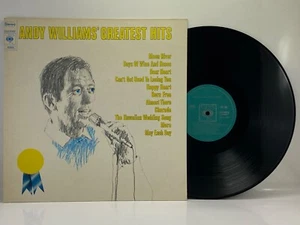 ANDY WILLIAMS' GREATEST HITS
Moon River
Days Of Wine And Roses
Dear Heart
Can't Get Used To Losing You
Happy Heart
Born Free
Almost There
Charade
The Hawaiian Wedding Song
More
May Each Day